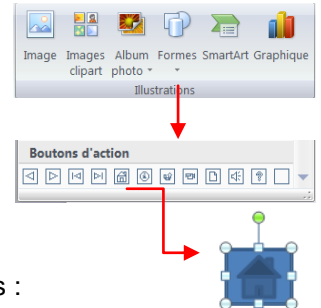 Image Images Album Formes SmartArt Graphique
clipart photo
Illustrations
Boutons d'action
s :